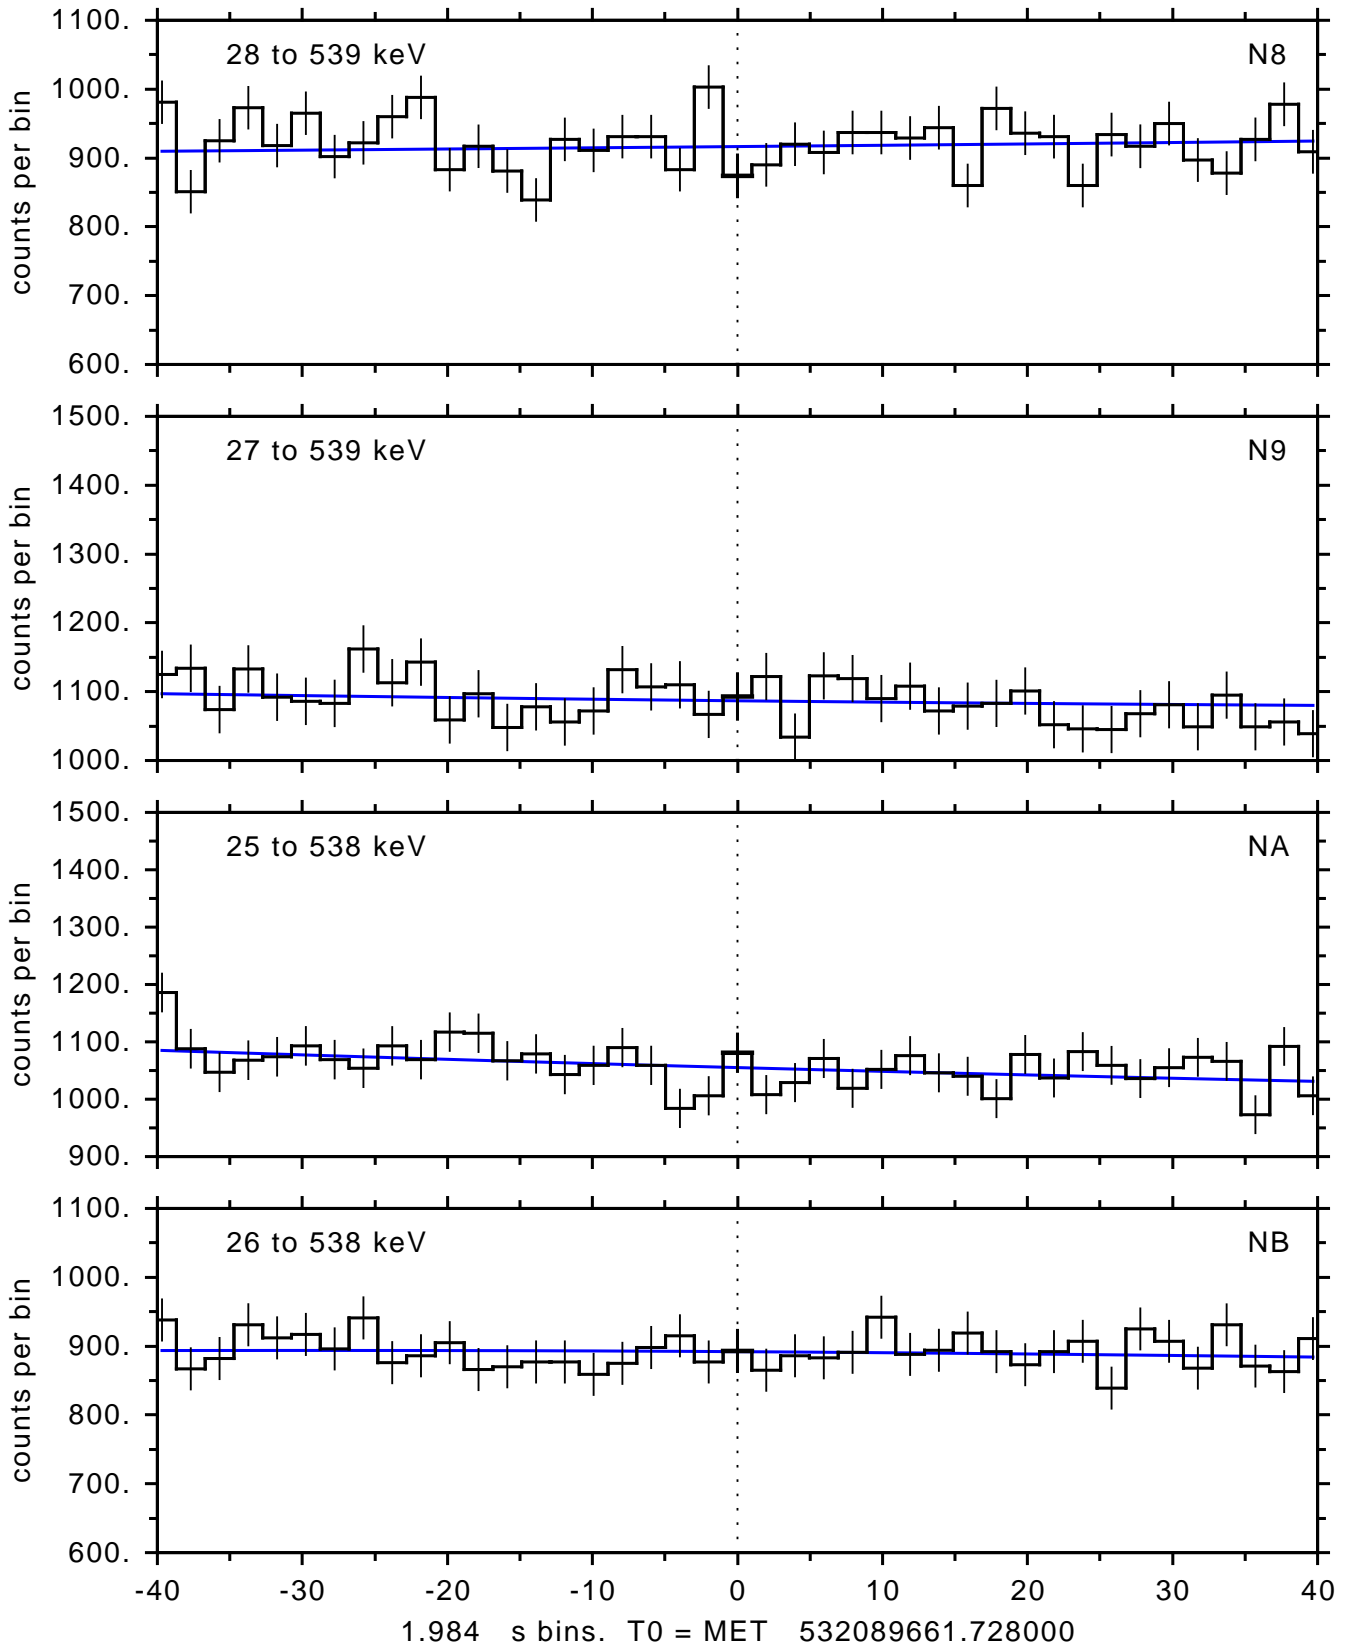 1100.
28 to 539 keV N8
1000.
900.
800.
700.
600.
counts per bin
1500.
27 to 539 keV N9
1400.
1300.
1200.
1100.
1000.
counts per bin
1500.
25 to 538 keV NA
1400.
1300.
1200.
1100.
1000.
900.
counts per bin
1100.
26 to 538 keV NB
1000.
900.
800.
700.
600.
counts per bin
-40 -30 -20 -10 0 10 20 30 40
1.984 s bins. T0 = MET 532089661.728000